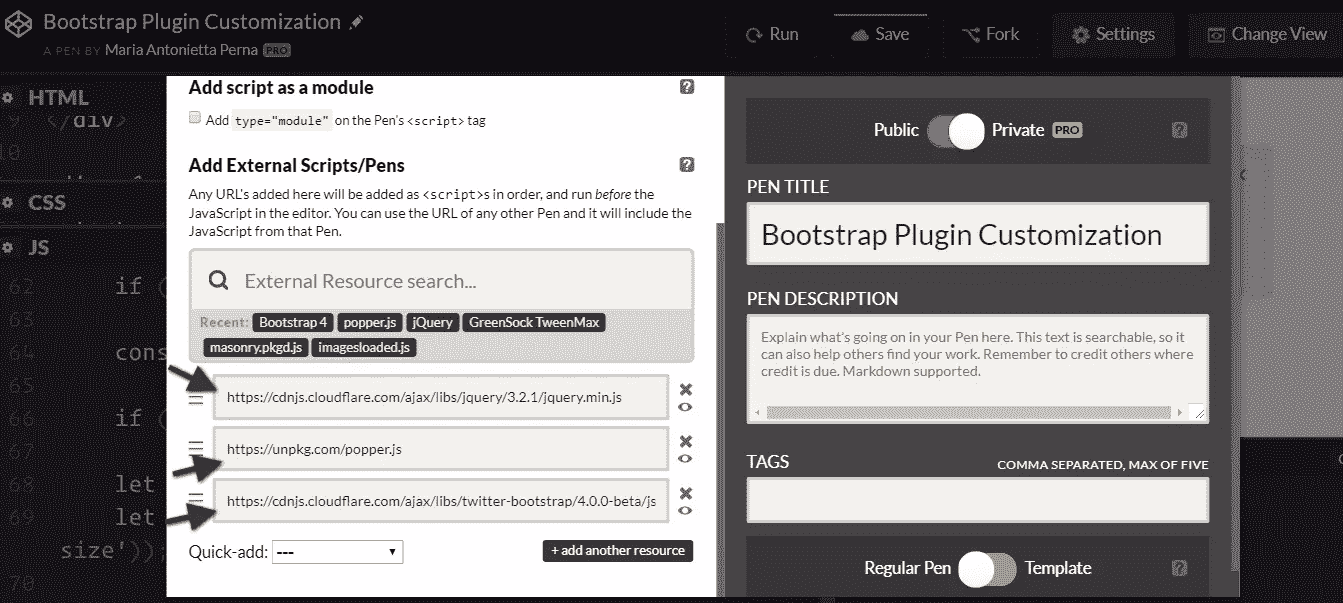 Bootstrap Plugin Customization
A PEN BY Maria Antonietta Perna PRO
Run
Save
Fork
Settings
Change View
HTML
9 </div>
10
CSS
JS
62 if (
63
64 cons
65
66 if (
67
68 let
69 let
size'));
70
Add script as a module
Add type="module" on the Pen's <script> tag
Add External Scripts/Pens
Any URL's added here will be added as <script>s in order, and run before the
JavaScript in the editor. You can use the URL of any other Pen and it will include the
JavaScript from that Pen.
External Resource search...
Recent: Bootstrap 4 popper.js jQuery GreenSock TweenMax
masonry.pkgd.js imagesloaded.js
https://cdnjs.cloudflare.com/ajax/libs/jquery/3.2.1/jquery.min.js
https://unpkg.com/popper.js
https://cdnjs.cloudflare.com/ajax/libs/twitter-bootstrap/4.0.0-beta/js
Quick-add: ---
+ add another resource
Public Private PRO
PEN TITLE
Bootstrap Plugin Customization
PEN DESCRIPTION
Explain what's going on in your Pen here. This text is searchable, so it
can also help others find your work. Remember to credit others where
credit is due. Markdown supported.
TAGS
COMMA SEPARATED, MAX OF FIVE
Regular Pen Template